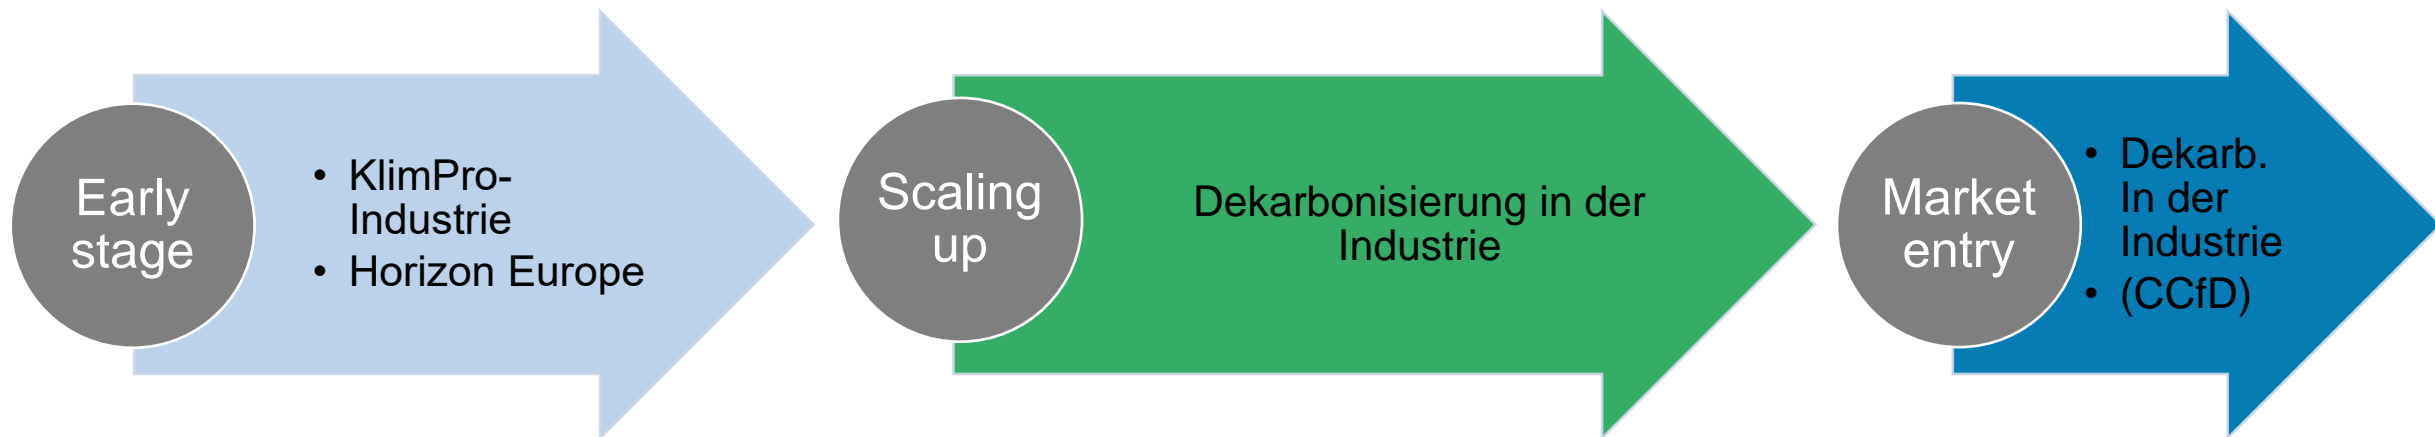 Early
stage
• KlimPro-
Industrie
• Horizon Europe
Scaling
up
Dekarbonisierung in der
Industrie
Market
entry
• Dekarb.
In der
Industrie
• (CCfD)